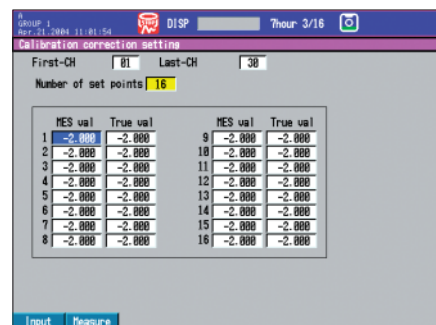 A
GROUP 1
Apr.21.2004 11:01:54
DISP
7hour 3/16
Calibration correction setting
First-CH 01 Last-CH 30
Number of set points 16
MES val True val MES val True val
1 -2.000 -2.000 9 -2.000 -2.000
2 -2.000 -2.000 10 -2.000 -2.000
3 -2.000 -2.000 11 -2.000 -2.000
4 -2.000 -2.000 12 -2.000 -2.000
5 -2.000 -2.000 13 -2.000 -2.000
6 -2.000 -2.000 14 -2.000 -2.000
7 -2.000 -2.000 15 -2.000 -2.000
8 -2.000 -2.000 16 -2.000 -2.000
Input Measure